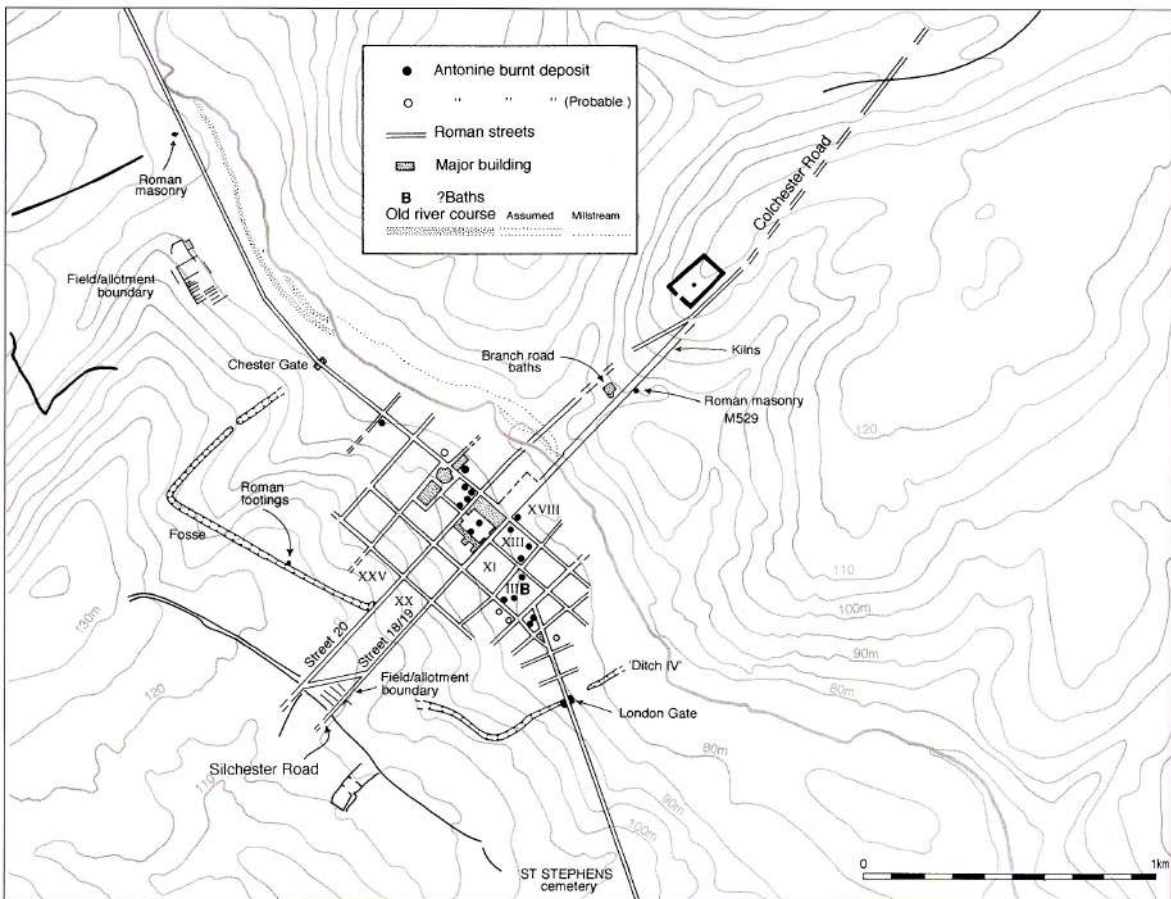 Antonine burnt deposit
" " " (Probable)
Roman streets
Major building
B ?Baths
Old river course Assumed Millstream
Colchester Road
Roman
masonry
Field/allotment
boundary
Chester Gate
Branch road
baths
Kilns
Roman masonry
M529
120
Roman
footings
Fosse
XVIII
XIII
XI
XXV
III B
XX
110
100m
90m
80m
130m
120
Street 20
Street 18/19
Field/allotment
boundary
'Ditch IV'
London Gate
Silchester Road
110
80m
80m
90m
100m
ST STEPHENS
cemetery
0 1km